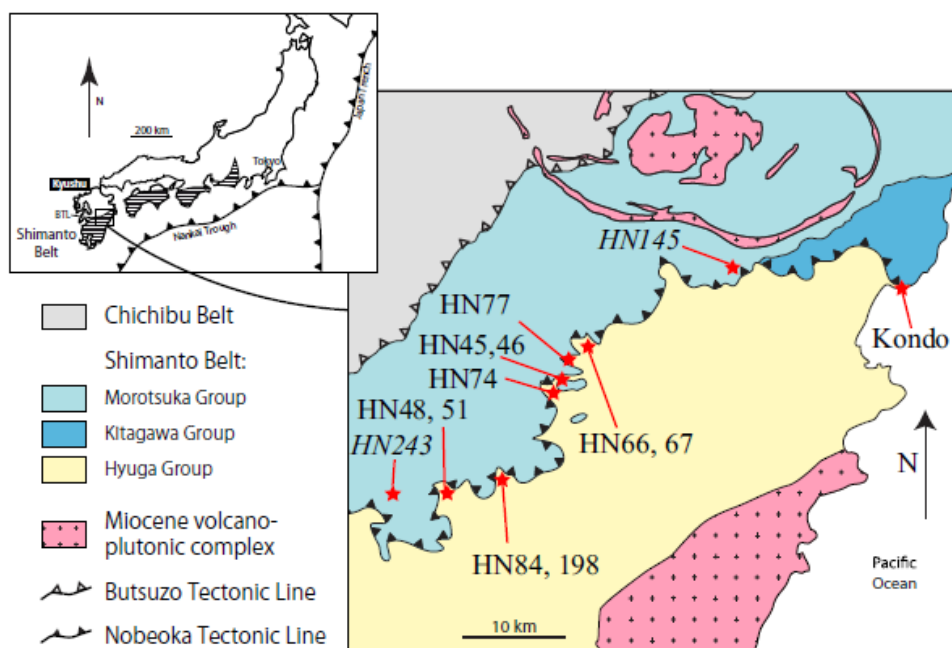 N
200 km
Japan Trench
Tokyo
Kyushu
BTL
Shimanto
Belt
Nankai Trough
Chichibu Belt
Shimanto Belt:
Morotsuka Group
Kitagawa Group
Hyuga Group
Miocene volcano-
plutonic complex
Butsuzo Tectonic Line
Nobeoka Tectonic Line
HN145
HN77
Kondo
HN45,46
HN74
HN48, 51
HN66, 67
HN243
N
HN84, 198
Pacific
Ocean
10 km